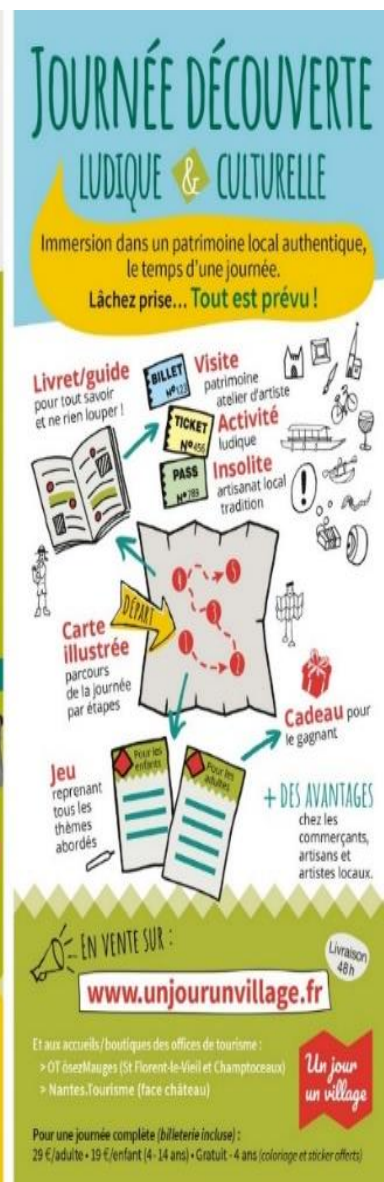 JOURNÉE DÉCOUVERTE
LUDIQUE & CULTURELLE
Immersion dans un patrimoine local authentique,
le temps d'une journée.
Lâchez prise... Tout est prévu !
Livret/guide
pour tout savoir
et ne rien louper !
BILLET
N°123
Visite
patrimoine
atelier d'artiste
TICKET
N°456
Activité
ludique
PASS
N°789
Insolite
artisanat local
tradition
DÉPART
Carte
illustrée
parcours
de la journée
par étapes
Cadeau pour
le gagnant
Jeu
reprenant
tous les
thèmes
abordés
Pour les
enfants
Pour les
adultes
+ DES AVANTAGES
chez les
commerçants,
artisans et
artistes locaux.
EN VENTE SUR :
Livraison
48h
www.unjourunvillage.fr
Et aux accueils/boutiques des offices de tourisme :
> OT ôsezMauges (St Florent-le-Vieil et Champtoceaux)
> Nantes.Tourisme (face château)
Un jour
un village
Pour une journée complète (billeterie incluse) :
29 €/adulte • 19 €/enfant (4-14 ans) • Gratuit - 4 ans (coloriage et sticker offerts)